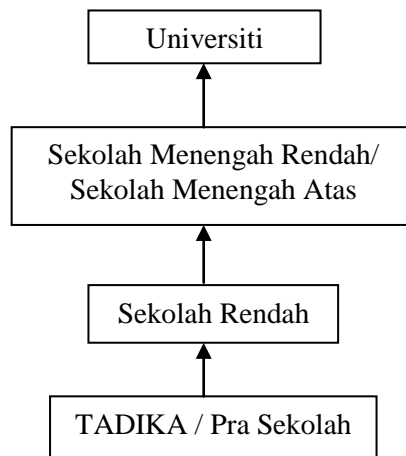 Universiti
Sekolah Menengah Rendah/
Sekolah Menengah Atas
Sekolah Rendah
TADIKA / Pra Sekolah